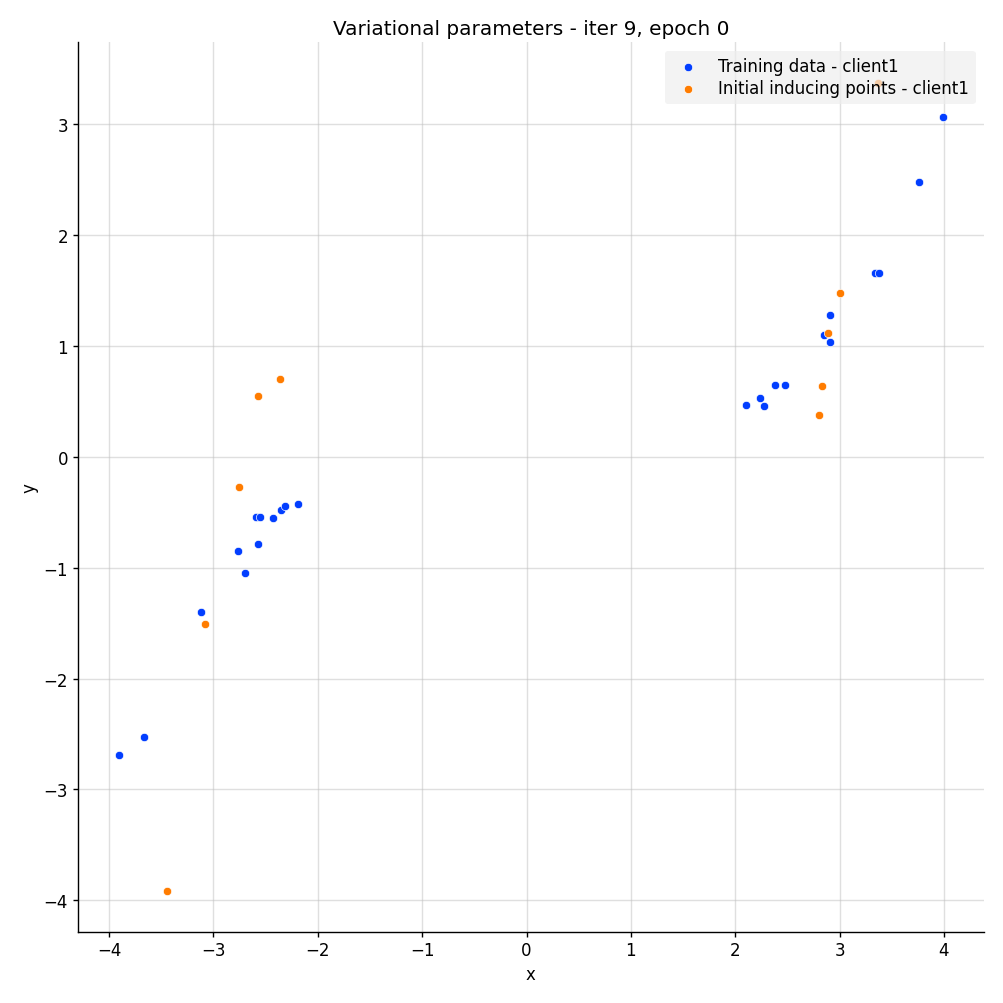 Variational parameters - iter 9, epoch 0
Training data - client1
Initial inducing points - client1
3
2
1
0
−1
−2
−3
−4
y
−4 −3 −2 −1 0 1 2 3 4
x